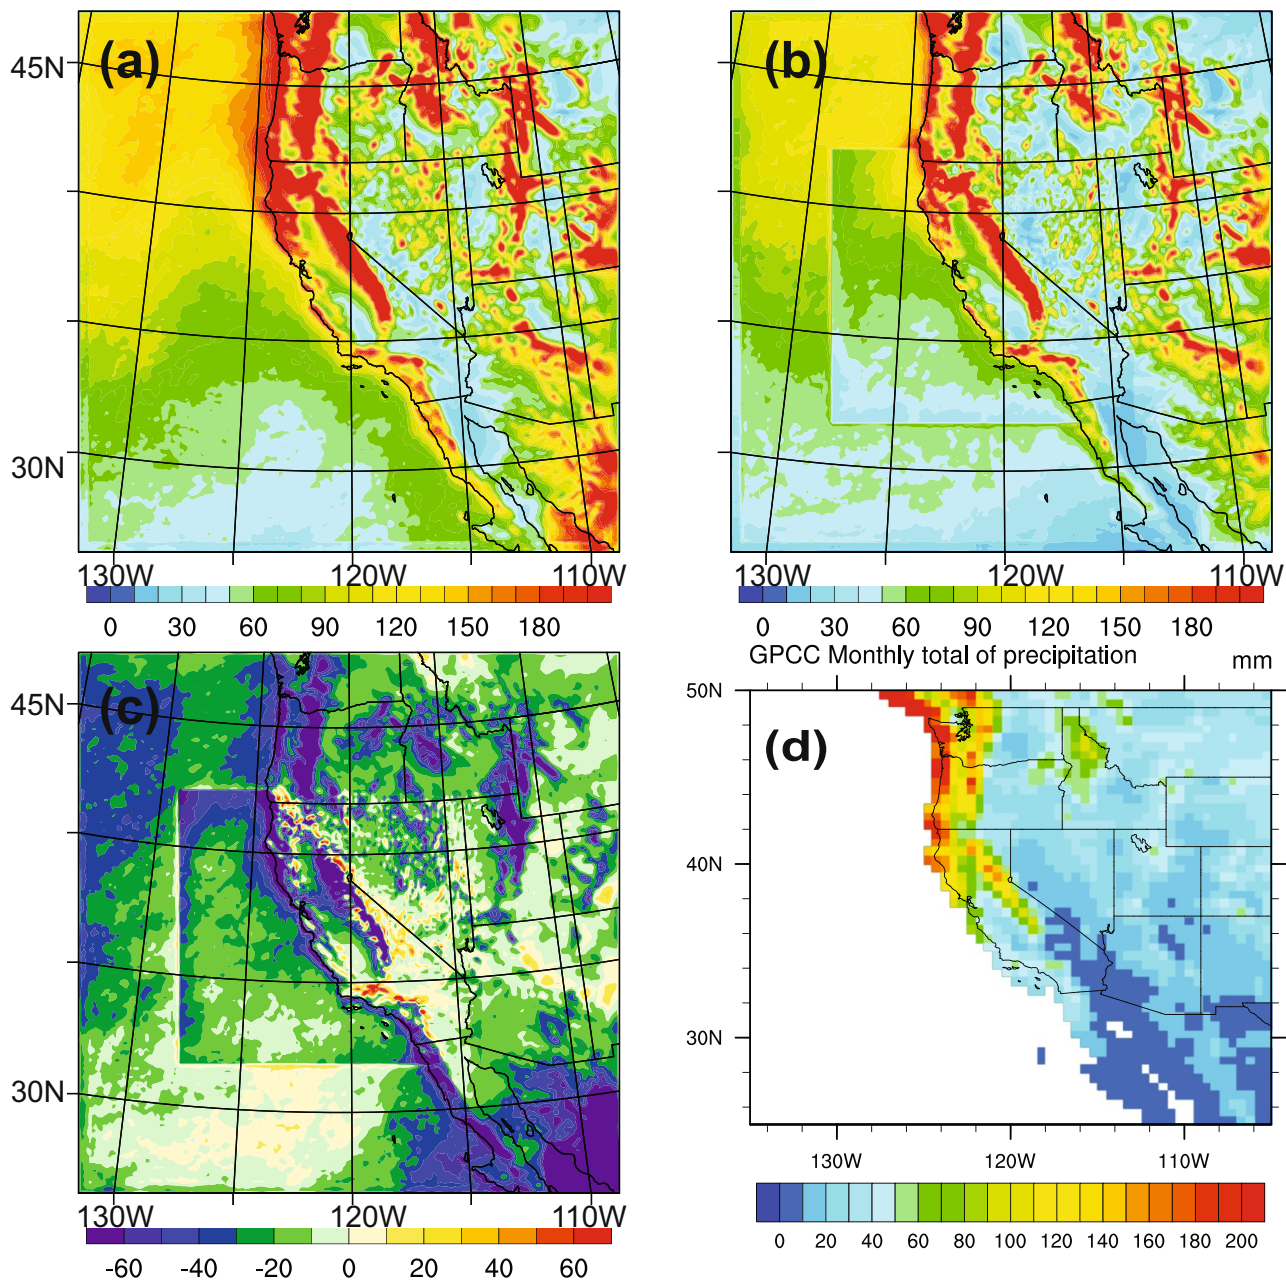 (a)
(b)
45N
30N
130W 120W 110W
130W 120W 110W
0 30 60 90 120 150 180
0 30 60 90 120 150 180
GPCC Monthly total of precipitation mm
(c)
(d)
45N
30N
50N
40N
30N
130W 120W 110W
130W 120W 110W
-60 -40 -20 0 20 40 60
0 20 40 60 80 100 120 140 160 180 200